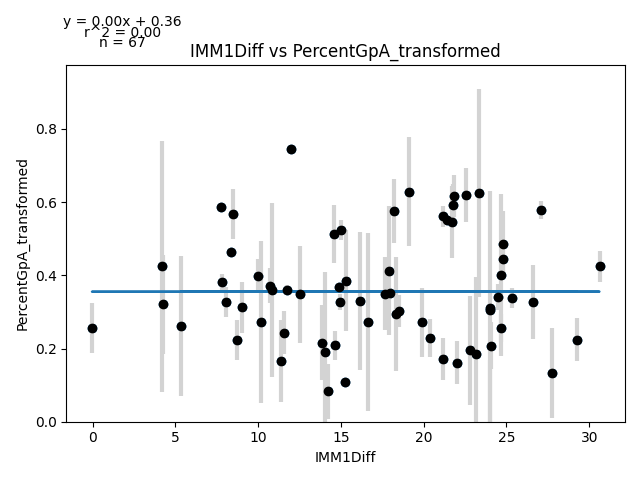 y = 0.00x + 0.36
r^2 = 0.00
n = 67
IMM1Diff vs PercentGpA_transformed
PercentGpA_transformed
0.8
0.6
0.4
0.2
0.0
0 5 10 15 20 25 30
IMM1Diff